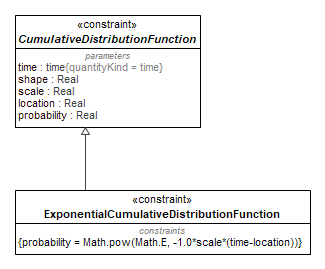 «constraint»
CumulativeDistributionFunction
parameters
time : time{quantityKind = time}
shape : Real
scale : Real
location : Real
probability : Real
«constraint»
ExponentialCumulativeDistributionFunction
constraints
{probability = Math.pow(Math.E, -1.0*scale*(time-location))}